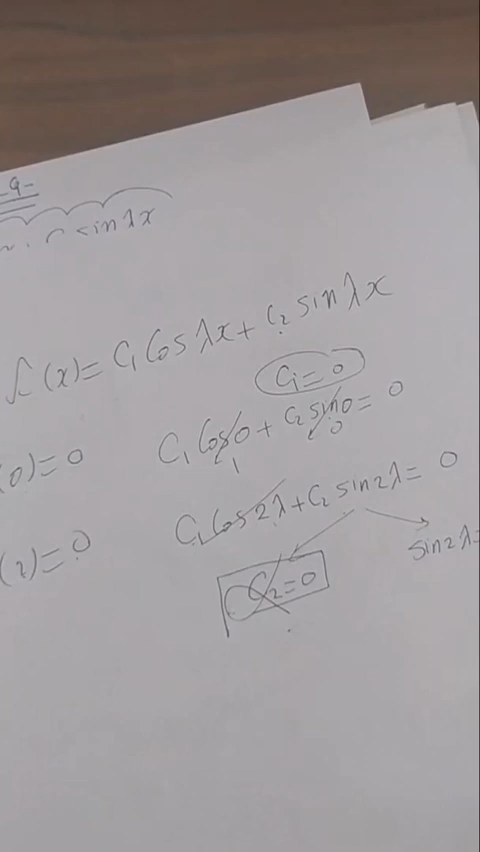 -9-
C sin λx
(x) = C₁ Cos λx + C₂ sin λx
C₁ = 0
(0) = 0 C₁ Cos 0 + C₂ sin 0 = 0
1 0
(2) = 0 C₁ Cos 2λ + C₂ sin 2λ = 0
C₂ = 0 sin 2λ =